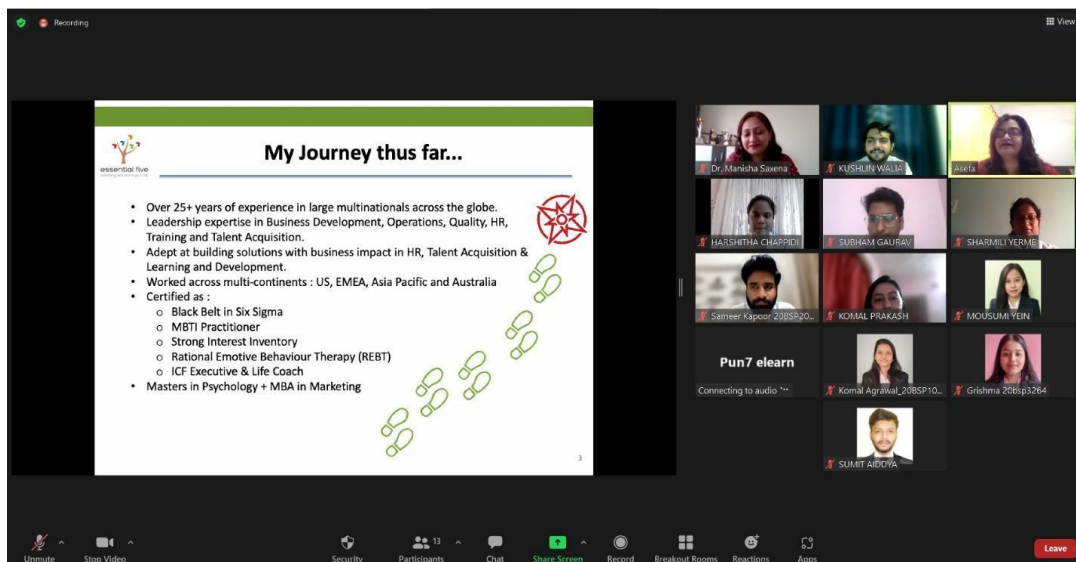 Recording
View
essential five
My Journey thus far...
• Over 25+ years of experience in large multinationals across the globe.
• Leadership expertise in Business Development, Operations, Quality, HR,
Training and Talent Acquisition.
• Adept at building solutions with business impact in HR, Talent Acquisition &
Learning and Development.
• Worked across multi-continents : US, EMEA, Asia Pacific and Australia
• Certified as :
o Black Belt in Six Sigma
o MBTI Practitioner
o Strong Interest Inventory
o Rational Emotive Behaviour Therapy (REBT)
o ICF Executive & Life Coach
• Masters in Psychology + MBA in Marketing
3
Dr. Manisha Saxena
KUSHLIN WALIA
Asefa
HARSHITHA CHAPPIDI
SUBHAM GAURAV
SHARMILI YERME
Sameer Kapoor 20BSP20...
KOMAL PRAKASH
MOUSUMI YEIN
Pun7 elearn
Connecting to audio
Komal Agrawal_20BSP10...
Grishma 20bsp3264
SUMIT AIDDYA
Unmute
Stop Video
Security
Participants
13
Chat
Share Screen
Record
Breakout Rooms
Reactions
Apps
Leave